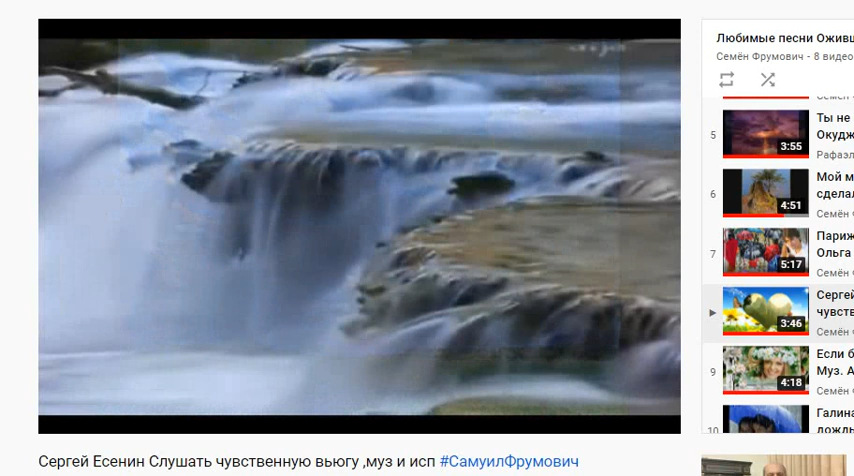 Любимые песни Оживш
Семён Фрумович - 8 видео
5
3:55
Ты не
Окудж
Рафаэл
6
4:51
Мой м
сделал
Семён Ф
7
5:17
Париж
Ольга
Семён Ф
3:46
Сергей
чувств
Семён Ф
9
4:18
Если б
Муз. А
Семён Ф
10
Галина
дождь
Сергей Есенин Слушать чувственную вьюгу ,муз и исп #СамуилФрумович